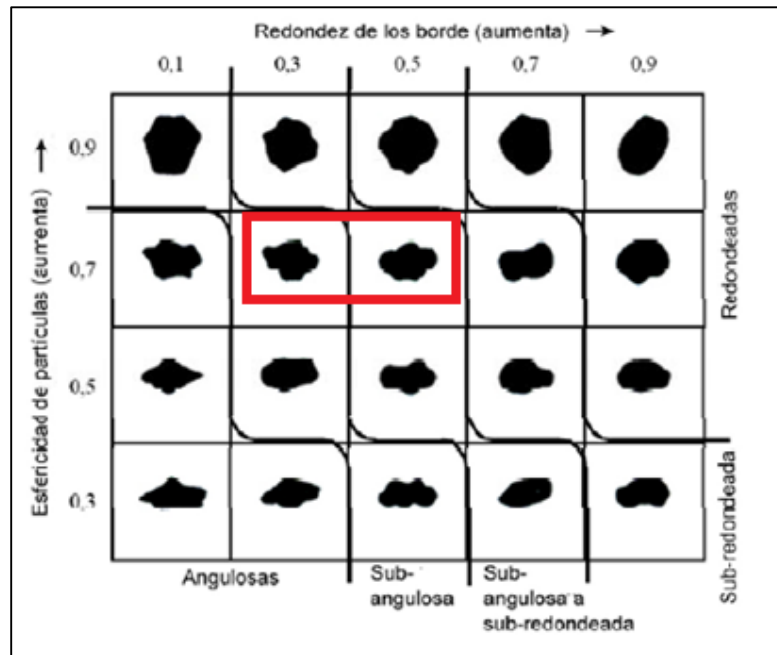 Redondez de los borde (aumenta) →
0,1 0,3 0,5 0,7 0,9
Esfericidad de partículas (aumenta) →
0,9
0,7
0,5
0,3
Redondeadas
Sub-redondeada
Angulosas
Sub-
angulosa
Sub-
angulosa a
sub-redondeada